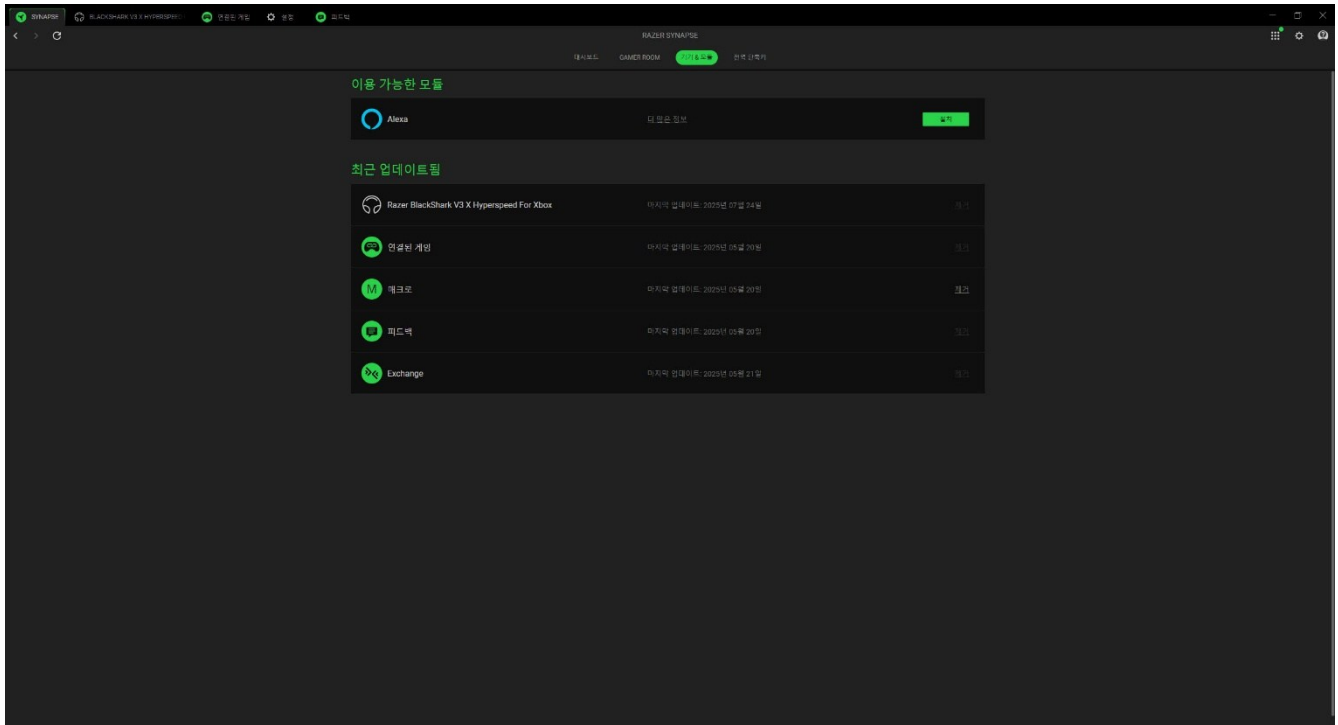 SYNAPSE
BLACKSHARK V3 X HYPERSPEED
연결된 게임
설정
피드백
RAZER SYNAPSE
대시보드
GAMER ROOM
기기 & 모듈
전역 단축키
이용 가능한 모듈
Alexa
더 많은 정보
설치
최근 업데이트됨
Razer BlackShark V3 X Hyperspeed For Xbox
마지막 업데이트: 2025년 07월 24일
제거
연결된 게임
마지막 업데이트: 2025년 05월 20일
제거
M
매크로
마지막 업데이트: 2025년 05월 20일
제거
피드백
마지막 업데이트: 2025년 05월 20일
제거
Exchange
마지막 업데이트: 2025년 05월 21일
제거